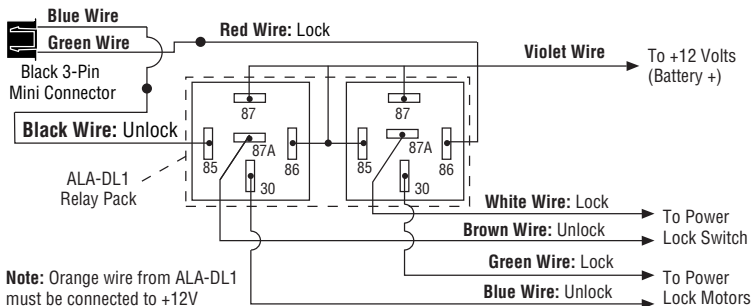 Blue Wire
Green Wire
Red Wire: Lock
Violet Wire
To +12 Volts
(Battery +)
Black 3-Pin
Mini Connector
Black Wire: Unlock
87
87
85
87A
86
85
87A
86
30
30
ALA-DL1
Relay Pack
White Wire: Lock
Brown Wire: Unlock
To Power
Lock Switch
Green Wire: Lock
Blue Wire: Unlock
To Power
Lock Motors
Note: Orange wire from ALA-DL1
must be connected to +12V